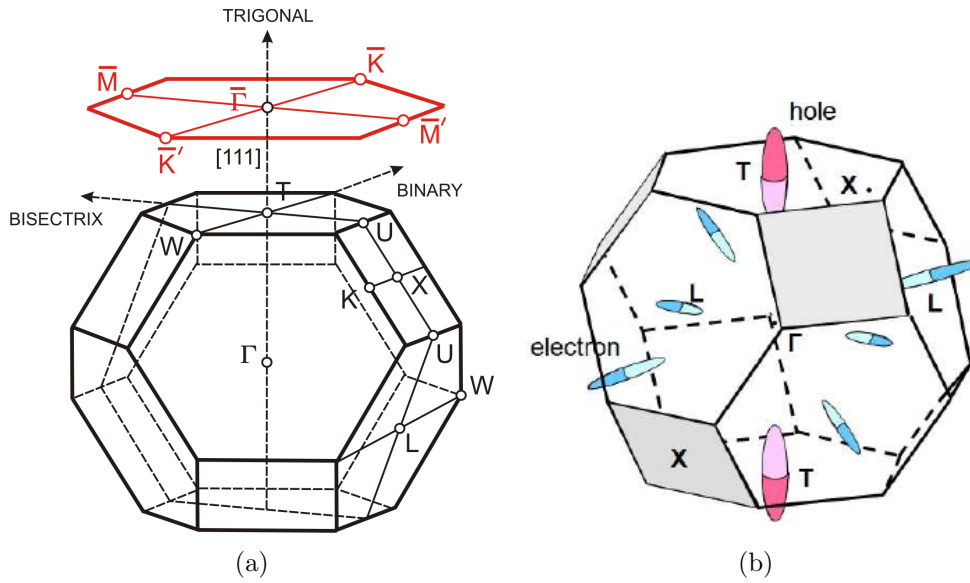 TRIGONAL
M̅
K̅
Γ̅
K̅′
M̅′
[111]
T
BISECTRIX
BINARY
W
U
K
X
Γ
U
W
L
(a)
hole
T
X
L
L
electron
Γ
X
T
(b)